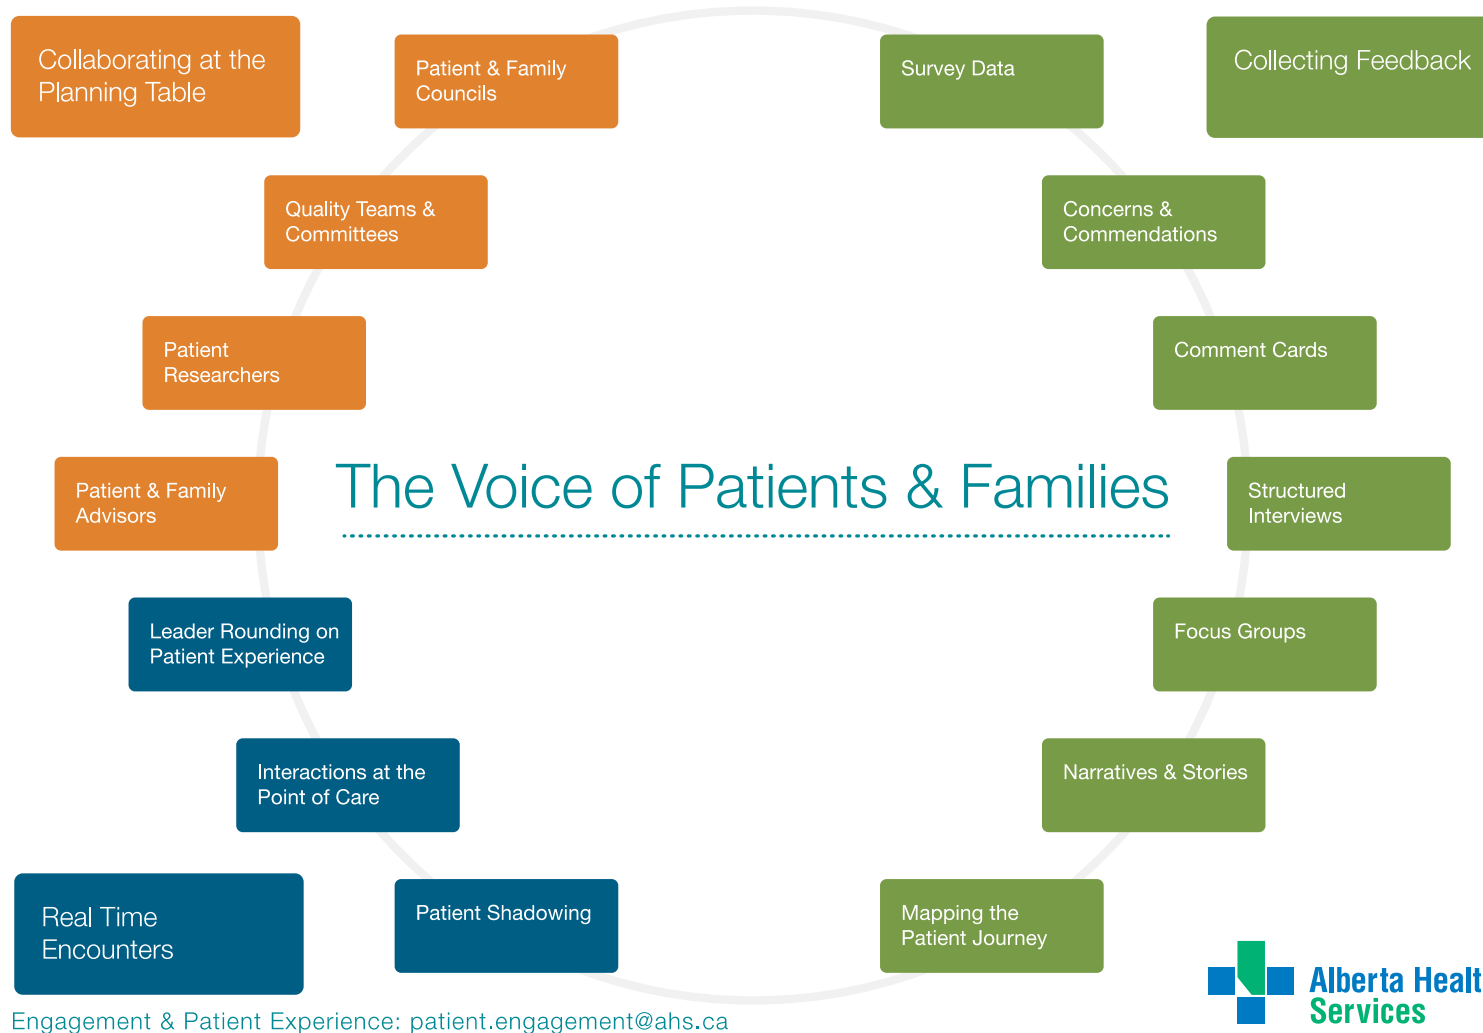 Collaborating at the
Planning Table
Patient & Family
Councils
Survey Data
Collecting Feedback
Quality Teams &
Committees
Concerns &
Commendations
Patient
Researchers
Comment Cards
The Voice of Patients & Families
Patient & Family
Advisors
Structured
Interviews
Leader Rounding on
Patient Experience
Focus Groups
Interactions at the
Point of Care
Narratives & Stories
Real Time
Encounters
Patient Shadowing
Mapping the
Patient Journey
Alberta Healt
Services
Engagement & Patient Experience: patient.engagement@ahs.ca